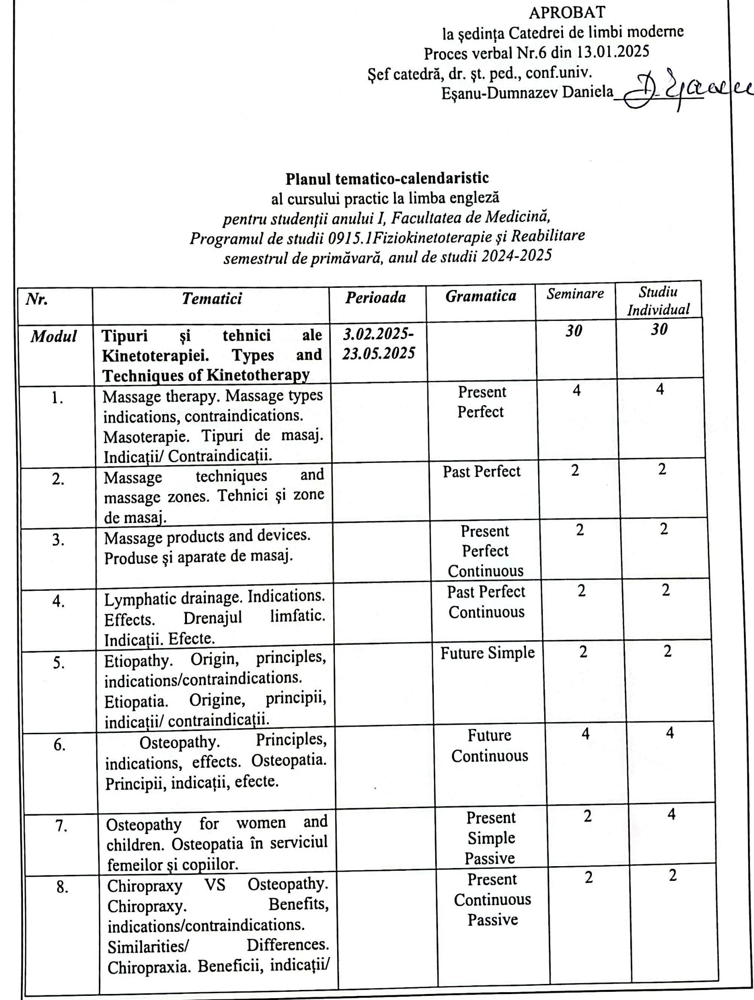 APROBAT
la ședința Catedrei de limbi moderne
Proces verbal Nr.6 din 13.01.2025
Șef catedră, dr. șt. ped., conf.univ.
Eșanu-Dumnazev Daniela
Planul tematico-calendaristic
al cursului practic la limba engleză
pentru studenții anului I, Facultatea de Medicină,
Programul de studii 0915.1Fiziokinetoterapie și Reabilitare
semestrul de primăvară, anul de studii 2024-2025
Nr. Tematici Perioada Gramatica Seminare Studiu
Individual
Modul Tipuri și tehnici ale 3.02.2025- 30 30
Kinetoterapiei. Types and 23.05.2025
Techniques of Kinetotherapy
1. Massage therapy. Massage types Present 4 4
indications, contraindications. Perfect
Masoterapie. Tipuri de masaj.
Indicații/ Contraindicații.
2. Massage techniques and Past Perfect 2 2
massage zones. Tehnici și zone
de masaj.
3. Massage products and devices. Present 2 2
Produse și aparate de masaj. Perfect
Continuous
4. Lymphatic drainage. Indications. Past Perfect 2 2
Effects. Drenajul limfatic. Continuous
Indicații. Efecte.
5. Etiopathy. Origin, principles, Future Simple 2 2
indications/contraindications.
Etiopatia. Origine, principii,
indicații/ contraindicații.
6. Osteopathy. Principles, Future 4 4
indications, effects. Osteopatia. Continuous
Principii, indicații, efecte.
7. Osteopathy for women and Present 2 4
children. Osteopatia în serviciul Simple
femeilor și copiilor. Passive
8. Chiropraxy VS Osteopathy. Present 2 2
Chiropraxy. Benefits, Continuous
indications/contraindications. Passive
Similarities/ Differences.
Chiropraxia. Beneficii, indicații/